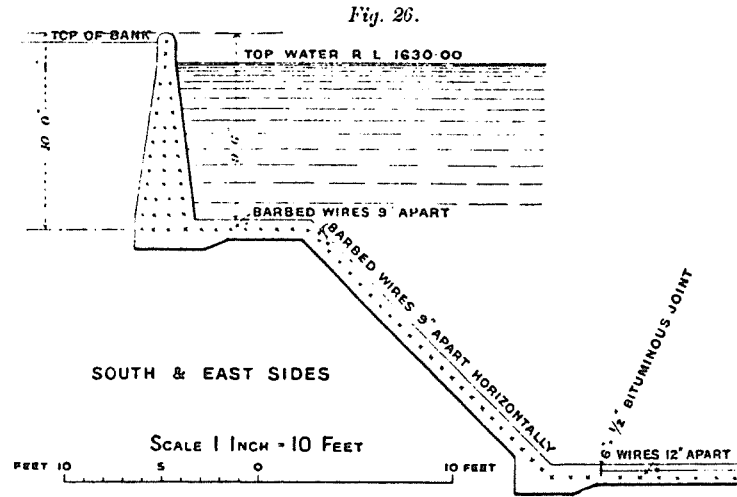 Fig. 26.
TOP OF BANK
TOP WATER R L 1630·00
10' 0"
9' 6"
BARBED WIRES 9" APART
BARBED WIRES 9" APART HORIZONTALLY
6" ½" BITUMINOUS JOINT
SOUTH & EAST SIDES
WIRES 12" APART
SCALE 1 INCH = 10 FEET
FEET 10 5 0 10 FEET